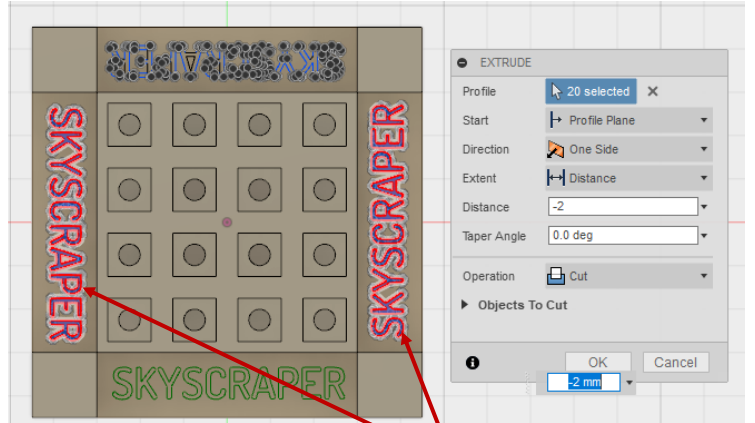 SKYSCRAPER
SKYSCRAPER
SKYSCRAPER
SKYSCRAPER
EXTRUDE
Profile 20 selected
Start Profile Plane
Direction One Side
Extent Distance
Distance -2
Taper Angle 0.0 deg
Operation Cut
Objects To Cut
OK Cancel
-2 mm